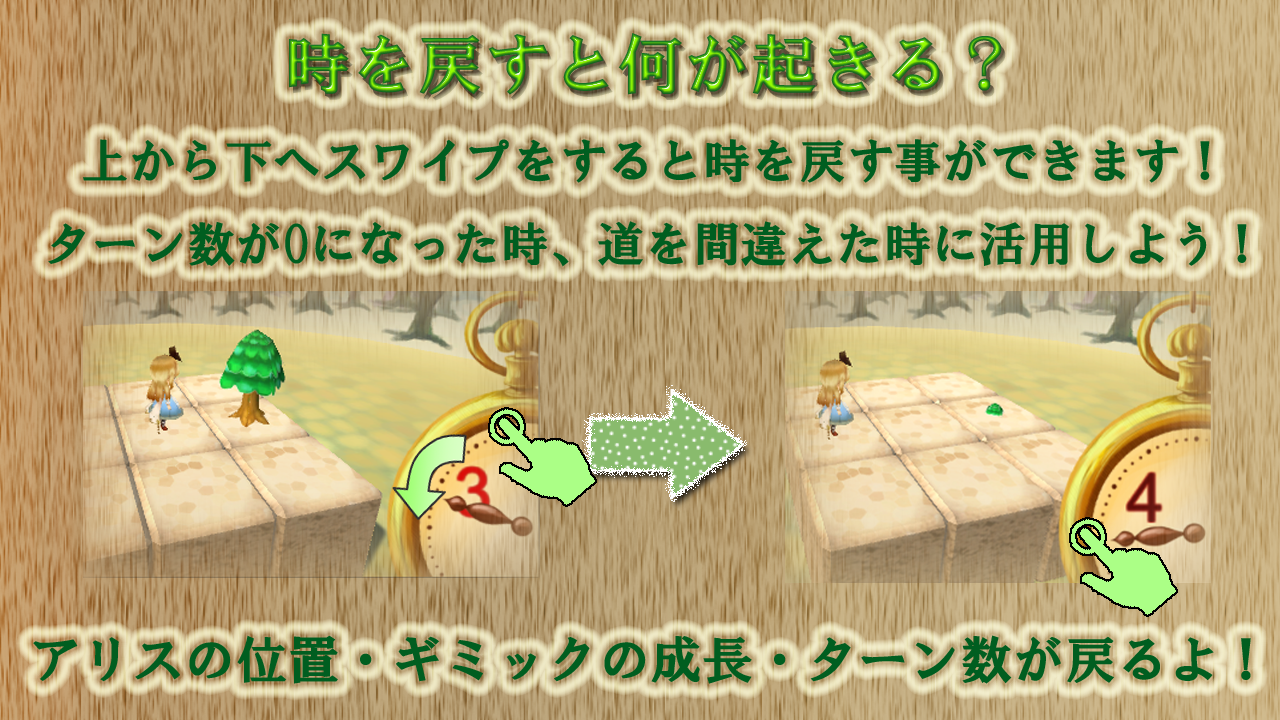 時を戻すと何が起きる？
上から下へスワイプをすると時を戻す事ができます！
ターン数が0になった時、道を間違えた時に活用しよう！
3
4
アリスの位置・ギミックの成長・ターン数が戻るよ！